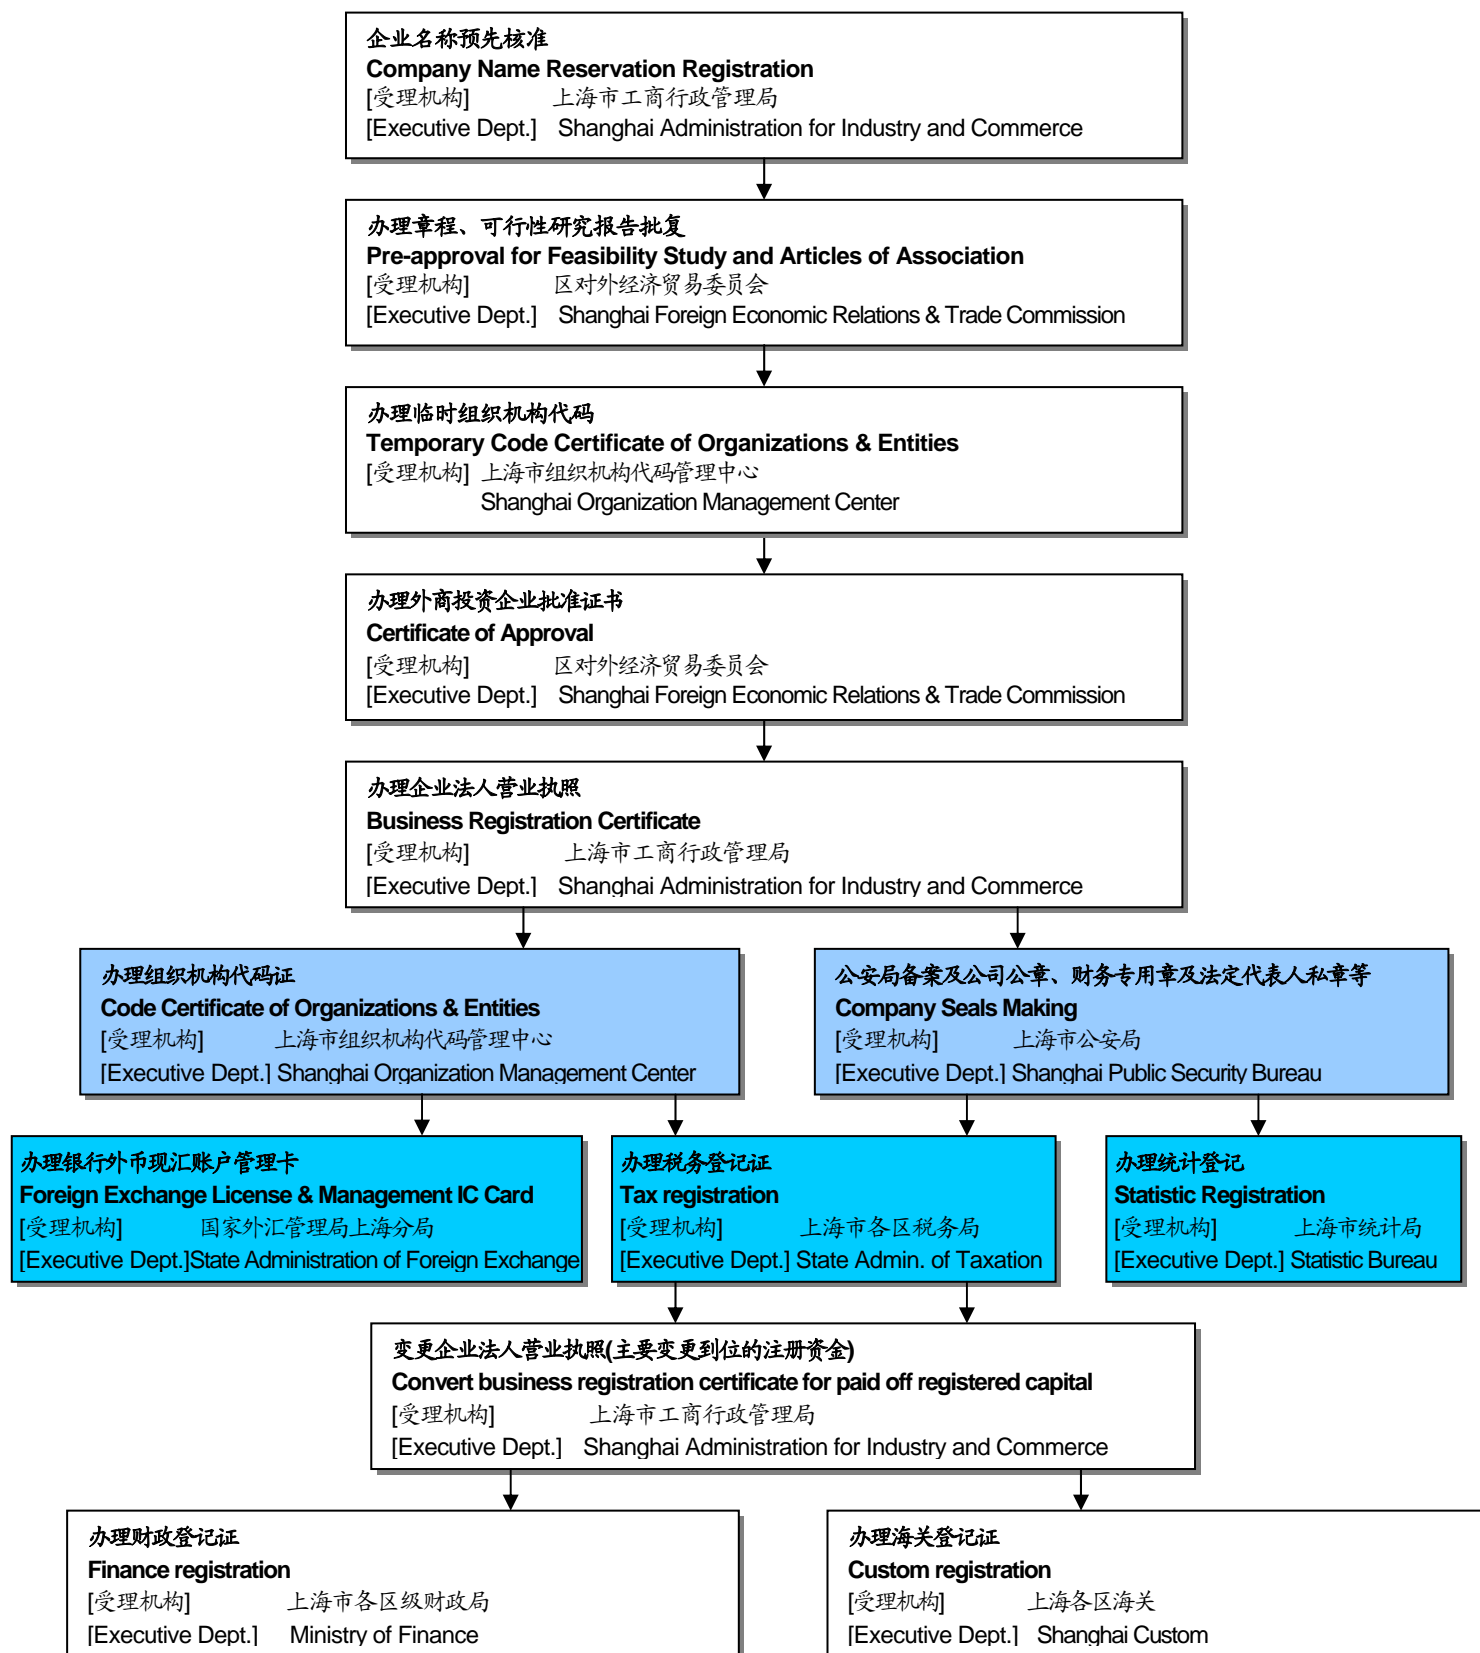 企业名称预先核准
Company Name Reservation Registration
[受理机构] 上海市工商行政管理局
[Executive Dept.] Shanghai Administration for Industry and Commerce
办理章程、可行性研究报告批复
Pre-approval for Feasibility Study and Articles of Association
[受理机构] 区对外经济贸易委员会
[Executive Dept.] Shanghai Foreign Economic Relations & Trade Commission
办理临时组织机构代码
Temporary Code Certificate of Organizations & Entities
[受理机构] 上海市组织机构代码管理中心
Shanghai Organization Management Center
办理外商投资企业批准证书
Certificate of Approval
[受理机构] 区对外经济贸易委员会
[Executive Dept.] Shanghai Foreign Economic Relations & Trade Commission
办理企业法人营业执照
Business Registration Certificate
[受理机构] 上海市工商行政管理局
[Executive Dept.] Shanghai Administration for Industry and Commerce
办理组织机构代码证
Code Certificate of Organizations & Entities
[受理机构] 上海市组织机构代码管理中心
[Executive Dept.] Shanghai Organization Management Center
公安局备案及公司公章、财务专用章及法定代表人私章等
Company Seals Making
[受理机构] 上海市公安局
[Executive Dept.] Shanghai Public Security Bureau
办理银行外币现汇账户管理卡
Foreign Exchange License & Management IC Card
[受理机构] 国家外汇管理局上海分局
[Executive Dept.]State Administration of Foreign Exchange
办理税务登记证
Tax registration
[受理机构] 上海市各区税务局
[Executive Dept.] State Admin. of Taxation
办理统计登记
Statistic Registration
[受理机构] 上海市统计局
[Executive Dept.] Statistic Bureau
变更企业法人营业执照(主要变更到位的注册资金)
Convert business registration certificate for paid off registered capital
[受理机构] 上海市工商行政管理局
[Executive Dept.] Shanghai Administration for Industry and Commerce
办理财政登记证
Finance registration
[受理机构] 上海市各区级财政局
[Executive Dept.] Ministry of Finance
办理海关登记证
Custom registration
[受理机构] 上海各区海关
[Executive Dept.] Shanghai Custom